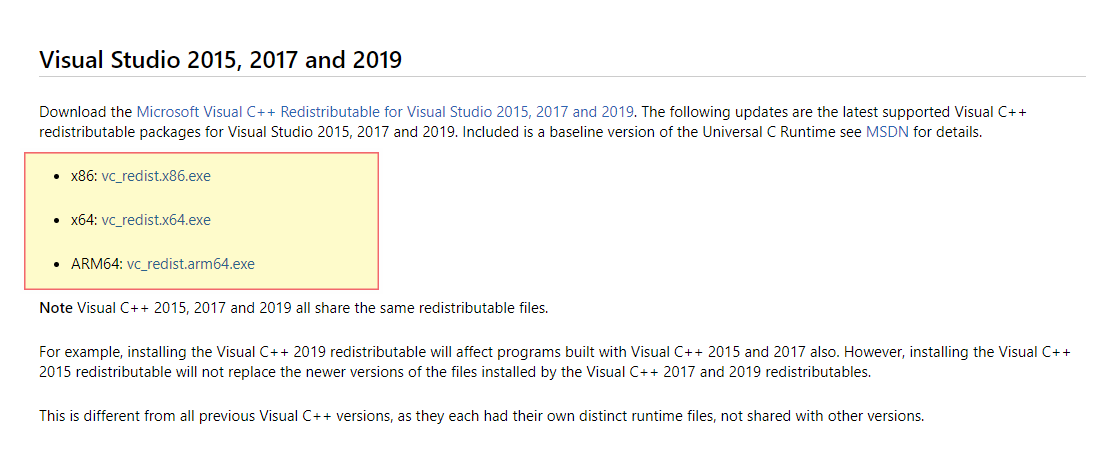 Visual Studio 2015, 2017 and 2019
Download the Microsoft Visual C++ Redistributable for Visual Studio 2015, 2017 and 2019. The following updates are the latest supported Visual C++
redistributable packages for Visual Studio 2015, 2017 and 2019. Included is a baseline version of the Universal C Runtime see MSDN for details.
• x86: vc_redist.x86.exe
• x64: vc_redist.x64.exe
• ARM64: vc_redist.arm64.exe
Note Visual C++ 2015, 2017 and 2019 all share the same redistributable files.
For example, installing the Visual C++ 2019 redistributable will affect programs built with Visual C++ 2015 and 2017 also. However, installing the Visual C++
2015 redistributable will not replace the newer versions of the files installed by the Visual C++ 2017 and 2019 redistributables.
This is different from all previous Visual C++ versions, as they each had their own distinct runtime files, not shared with other versions.